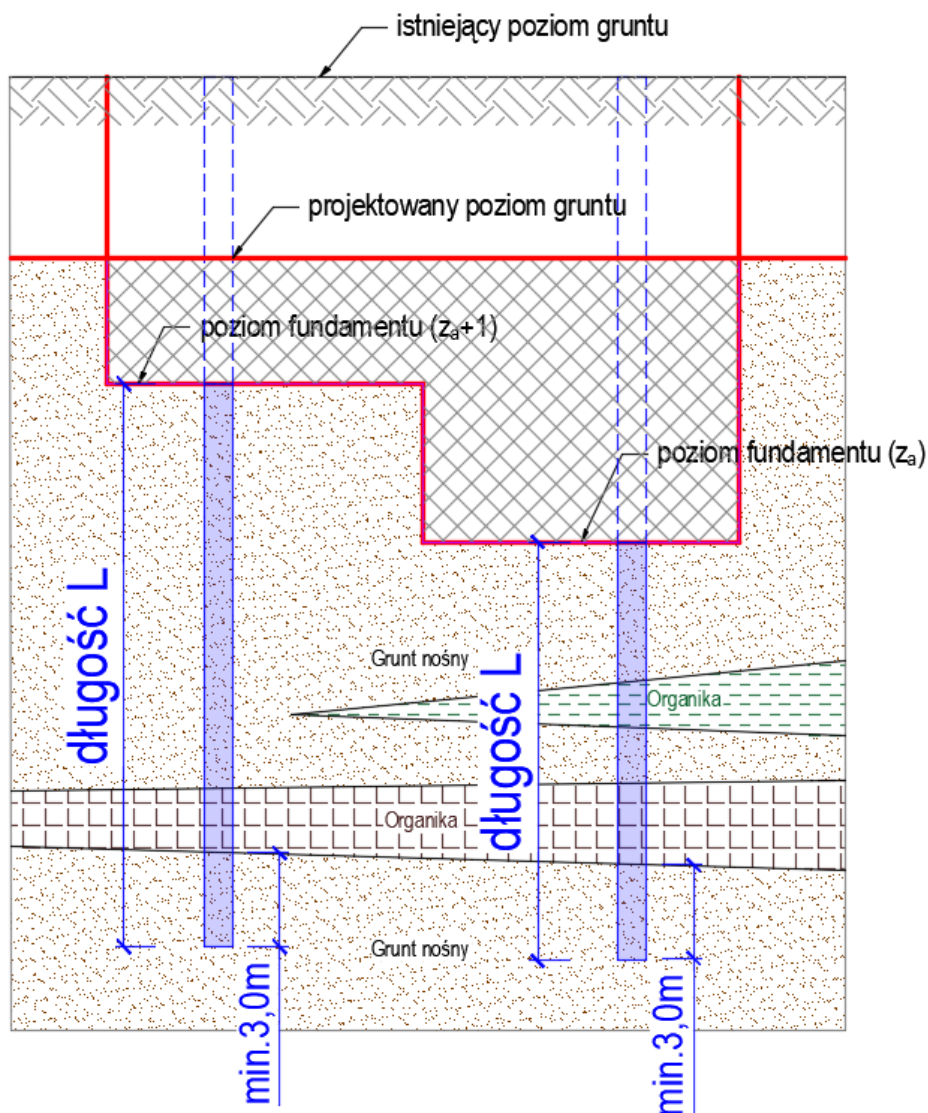 istniejący poziom gruntu
projektowany poziom gruntu
poziom fundamentu (zₐ+1)
poziom fundamentu (zₐ)
długość L
długość L
Grunt nośny
Organika
Organika
Grunt nośny
min.3,0m
min.3,0m